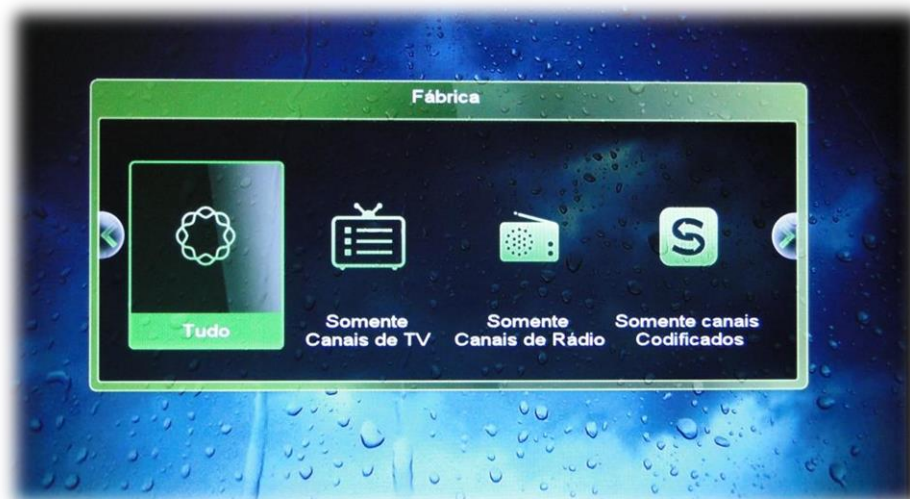 Fábrica
Tudo
Somente
Canais de TV
Somente
Canais de Rádio
Somente canais
Codificados